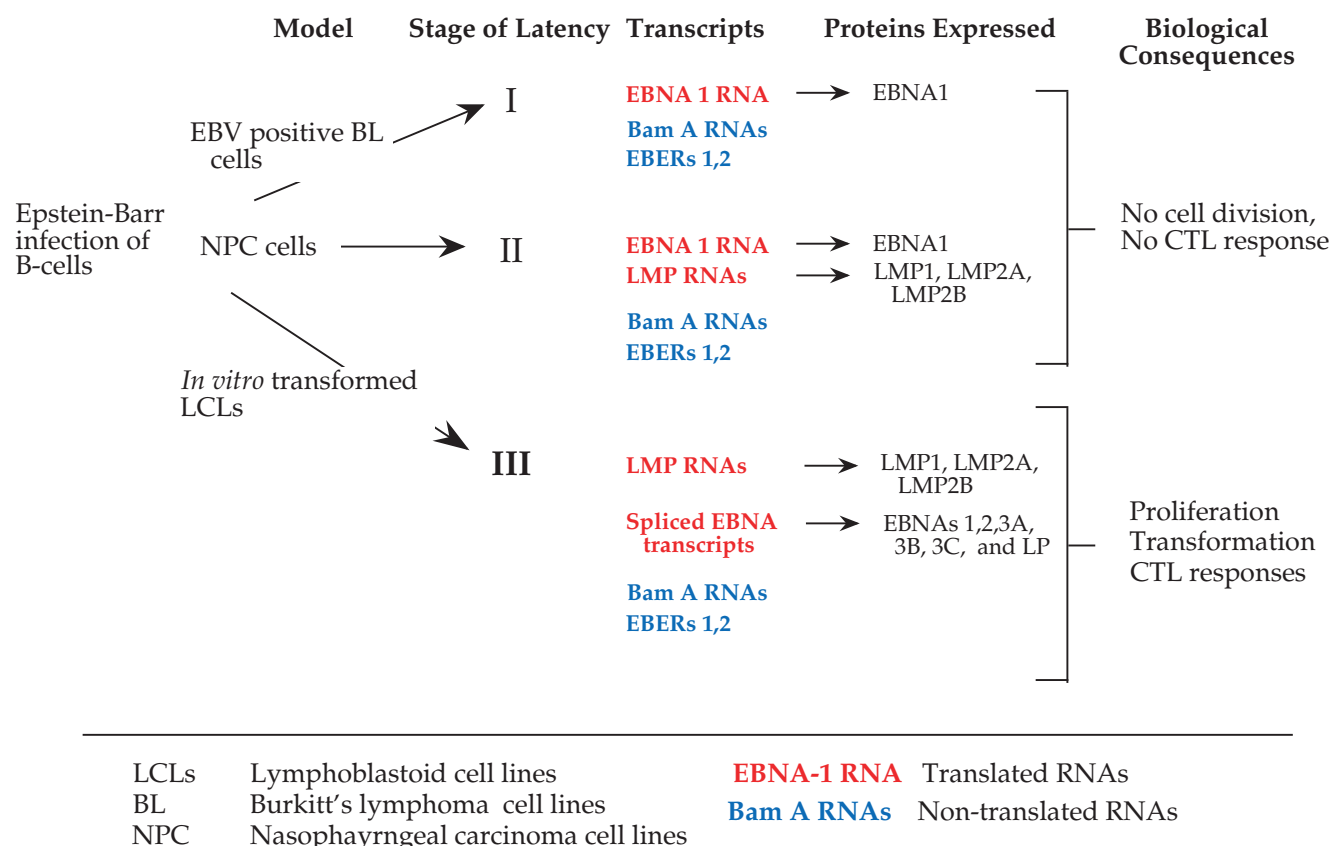 Model
Stage of Latency
Transcripts
Proteins Expressed
Biological
Consequences
Epstein-Barr
infection of
B-cells
EBV positive BL
cells
I
EBNA 1 RNA
EBNA1
Bam A RNAs
EBERs 1,2
NPC cells
II
EBNA 1 RNA
EBNA1
LMP RNAs
LMP1, LMP2A,
LMP2B
Bam A RNAs
EBERs 1,2
No cell division,
No CTL response
In vitro transformed
LCLs
III
LMP RNAs
LMP1, LMP2A,
LMP2B
Spliced EBNA
transcripts
EBNAs 1,2,3A,
3B, 3C, and LP
Bam A RNAs
EBERs 1,2
Proliferation
Transformation
CTL responses
LCLs Lymphoblastoid cell lines
BL Burkitt's lymphoma cell lines
NPC Nasophayrngeal carcinoma cell lines
EBNA-1 RNA Translated RNAs
Bam A RNAs Non-translated RNAs